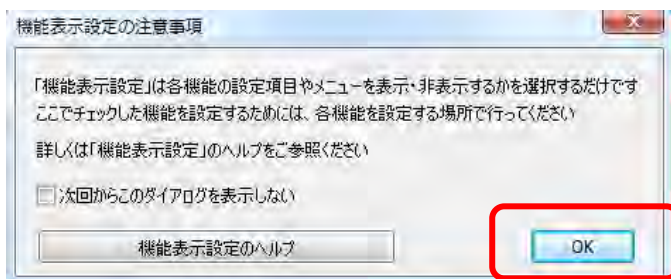 機能表示設定の注意事項
「機能表示設定」は各機能の設定項目やメニューを表示・非表示するかを選択するだけです
ここでチェックした機能を設定するためには、各機能を設定する場所で行ってください
詳しくは「機能表示設定」のヘルプをご参照ください
次回からこのダイアログを表示しない
機能表示設定のヘルプ
OK